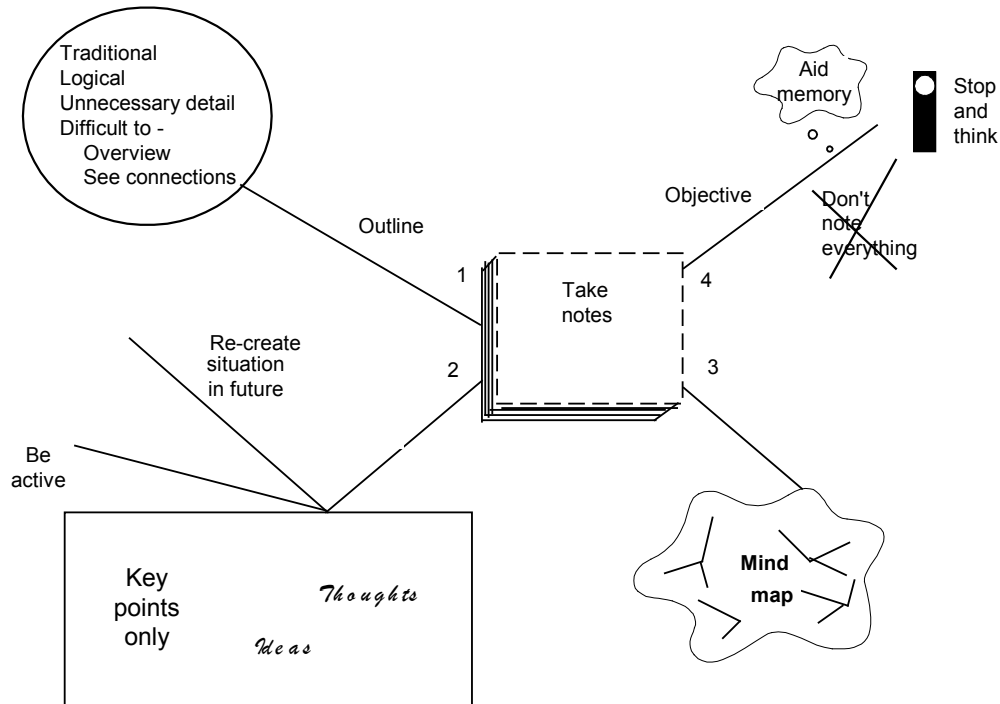 Traditional
Logical
Unnecessary detail
Difficult to -
Overview
See connections
Outline
1
Take
notes
Aid
memory
Stop
and
think
Objective
Don't
note
everything
4
Re-create
situation
in future
2
3
Be
active
Key
points
only
Thoughts
Ideas
Mind
map